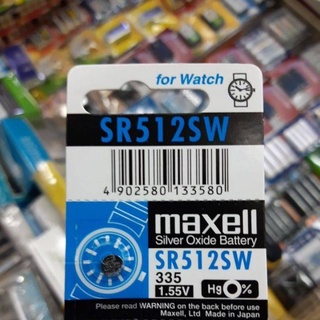 for Watch
SR512SW
4 902580 133580
maxell
Silver Oxide Battery
SR512SW
335
1.55V
Hg 0%
Please read WARNING on the back before use
Maxell, Ltd Made in Japan